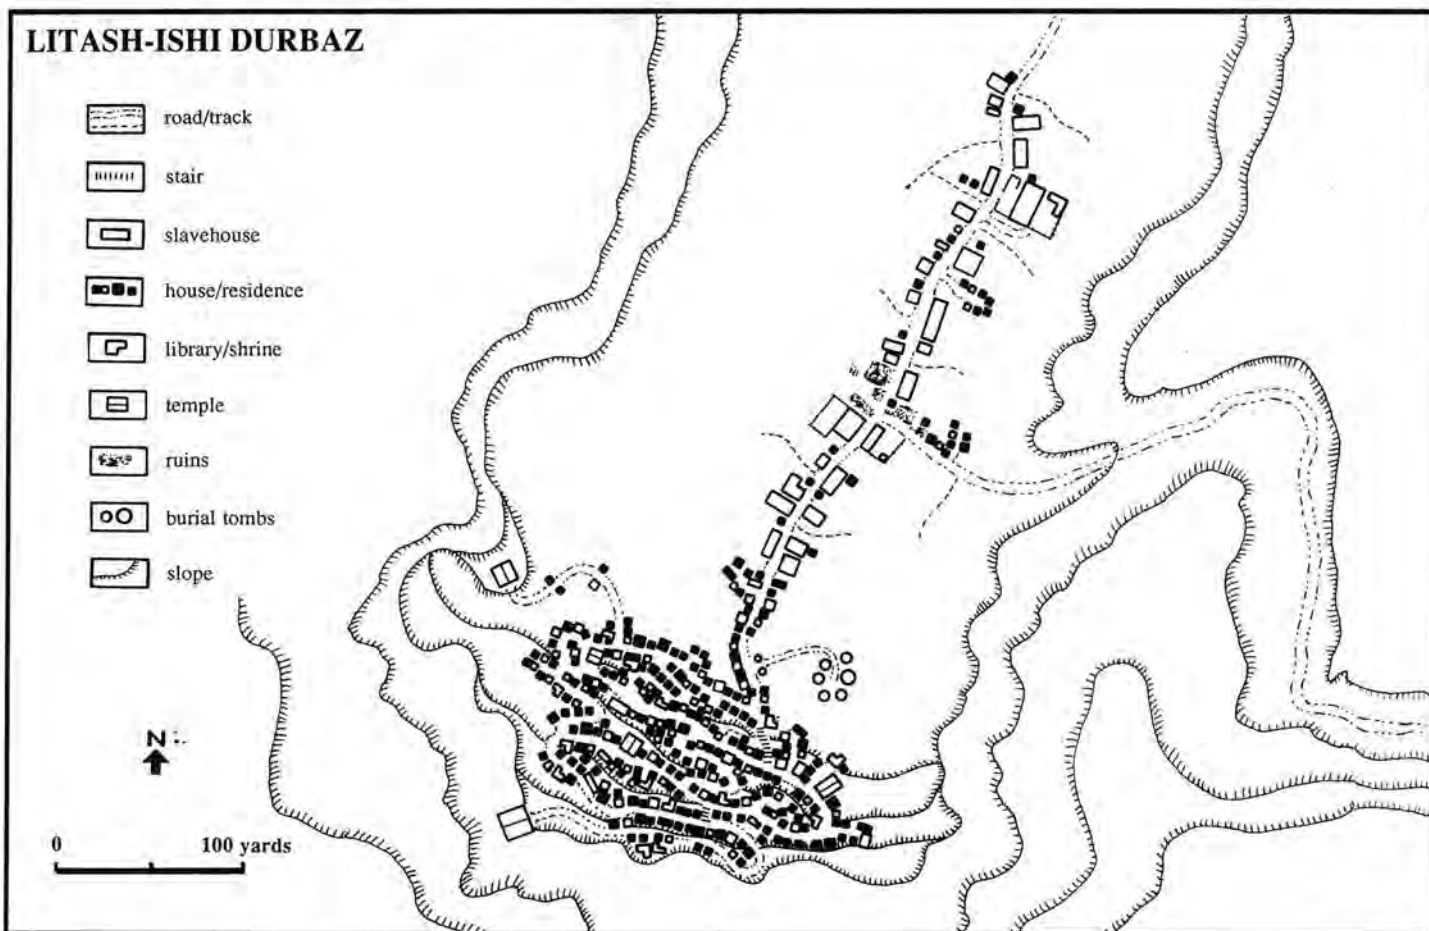 LITASH-ISHI DURBAZ
road/track
stair
slavehouse
house/residence
library/shrine
temple
ruins
burial tombs
slope
N
0 100 yards